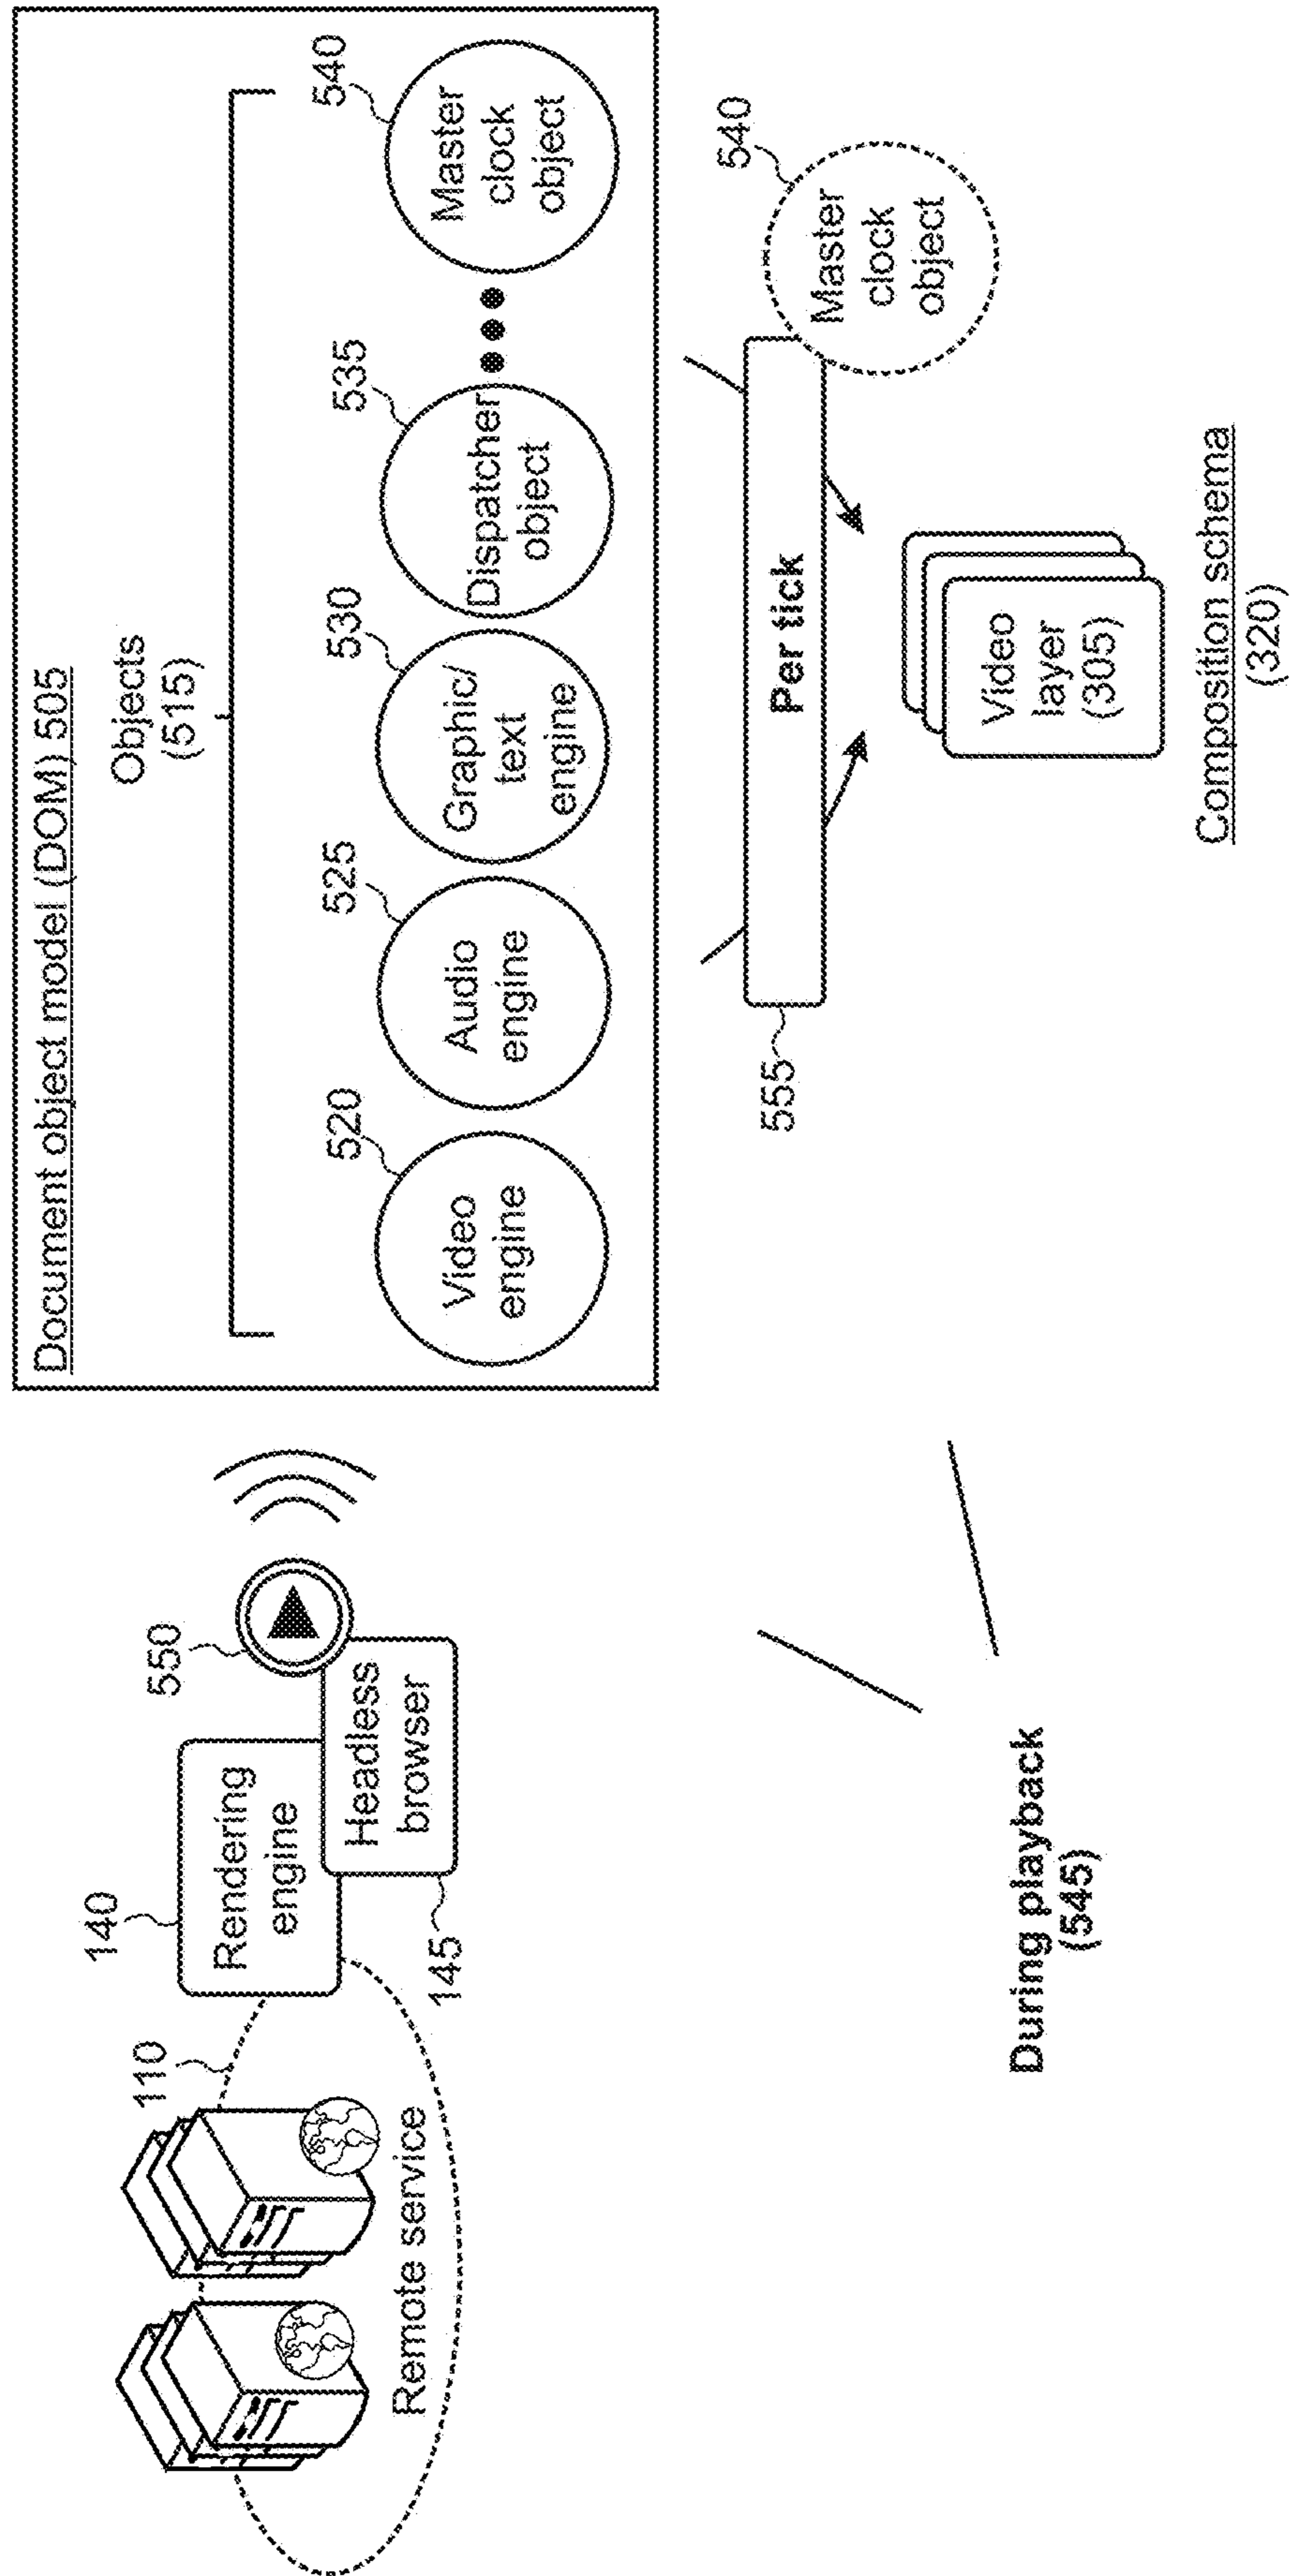 110
Remote service
140
Rendering
engine
Headless
browser
145
550
Document object model (DOM) 505
Objects
(515)
520
Video
engine
525
Audio
engine
530
Graphic/
text
engine
535
Dispatcher
object
540
Master
clock
object
During playback
(545)
555
Per tick
540
Master
clock
object
Video
layer
(305)
Composition schema
(320)